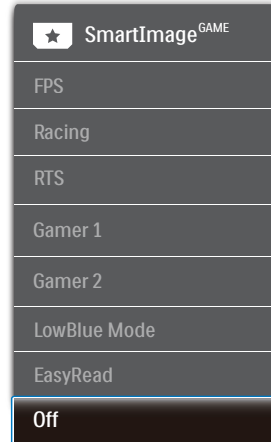 SmartImage GAME
FPS
Racing
RTS
Gamer 1
Gamer 2
LowBlue Mode
EasyRead
Off